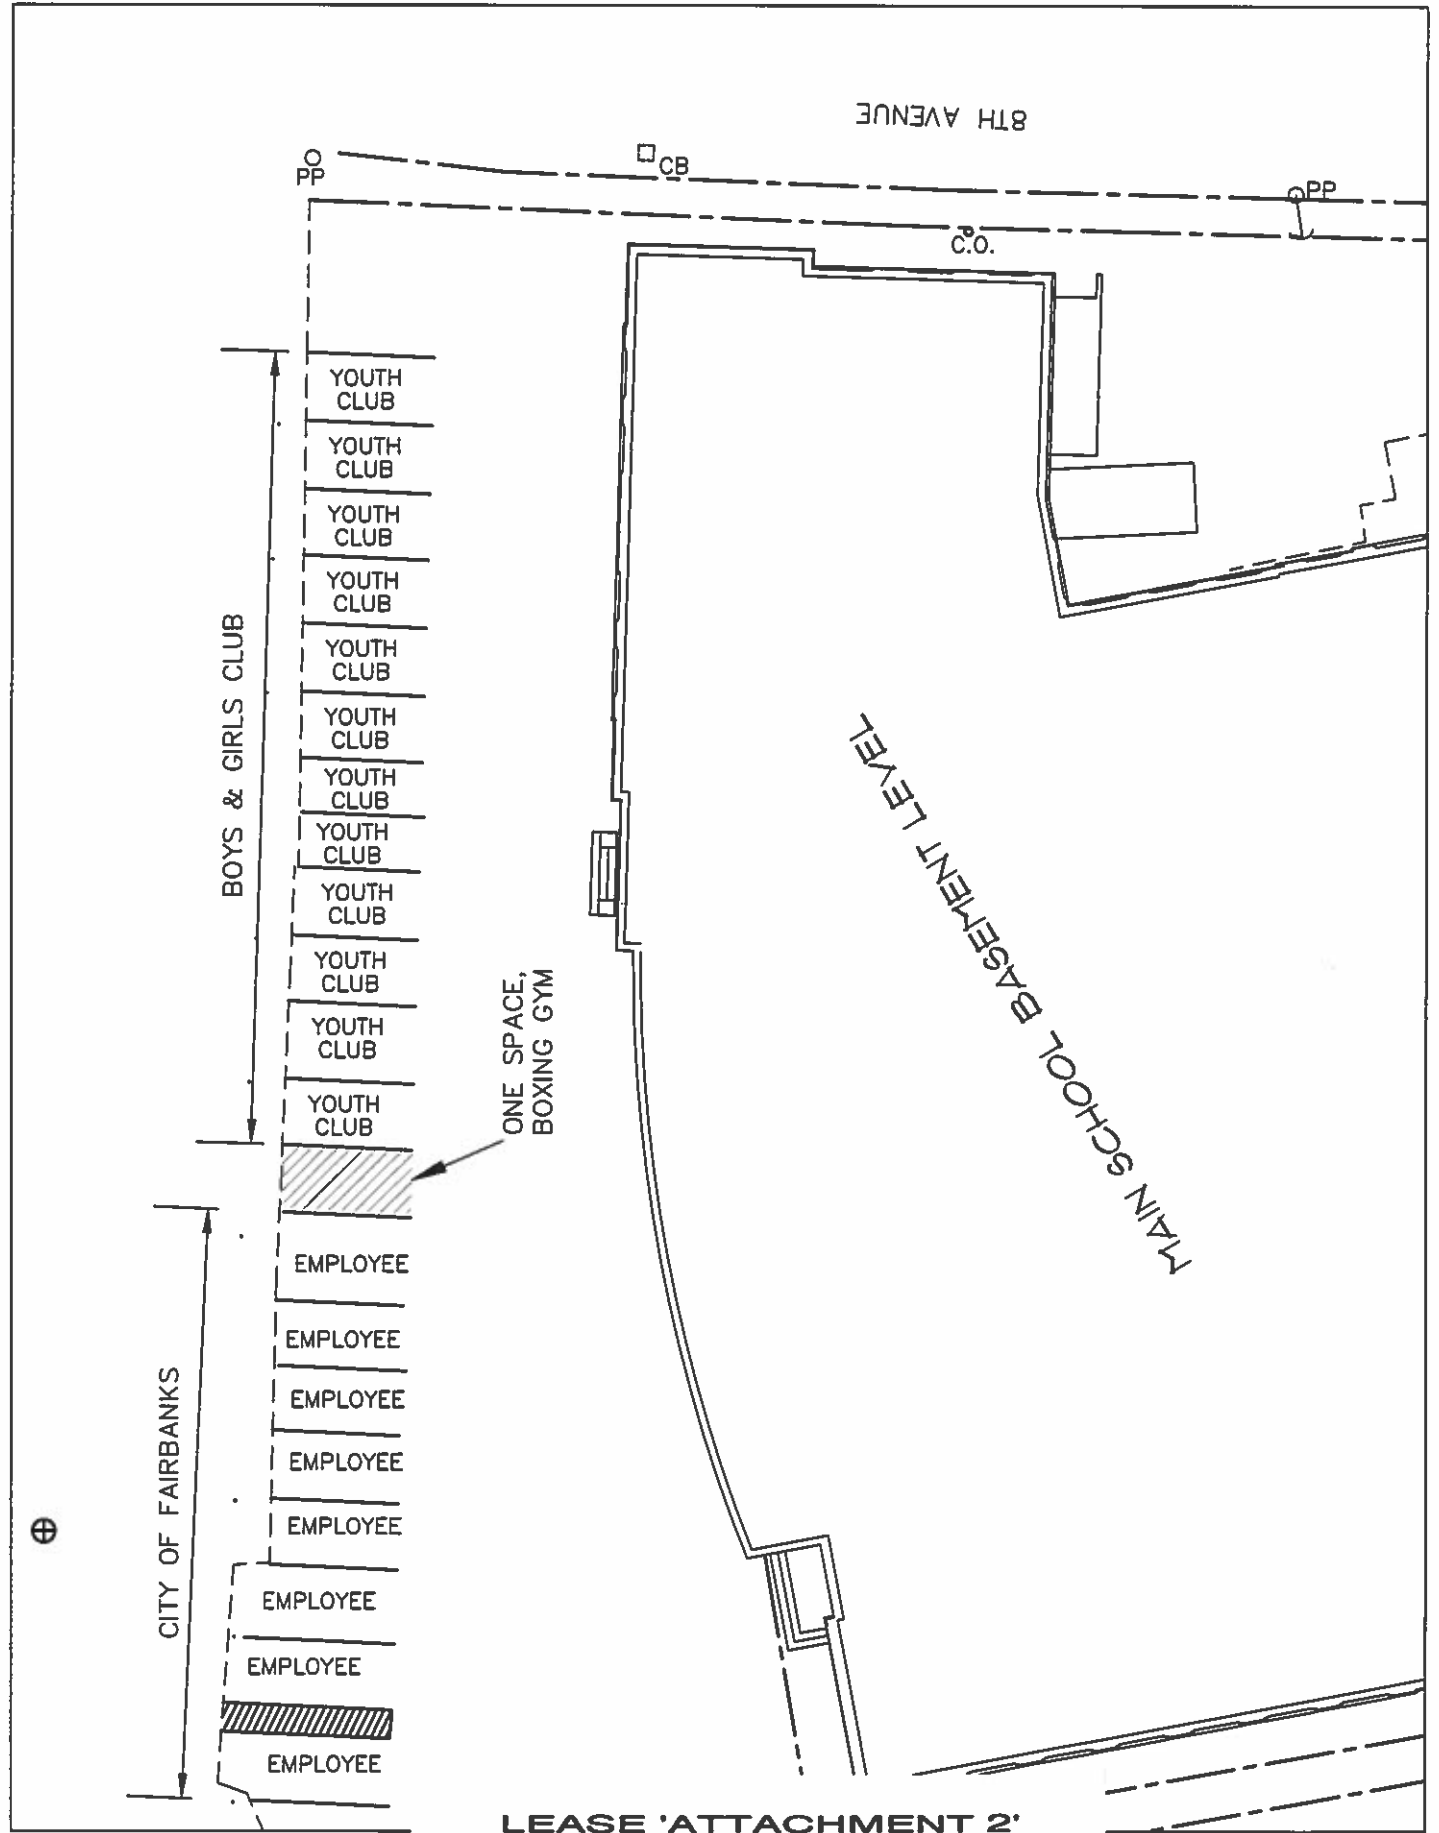 8TH AVENUE
PP
CB
PP
C.O.
YOUTH
CLUB
YOUTH
CLUB
YOUTH
CLUB
YOUTH
CLUB
YOUTH
CLUB
YOUTH
CLUB
YOUTH
CLUB
YOUTH
CLUB
YOUTH
CLUB
YOUTH
CLUB
YOUTH
CLUB
YOUTH
CLUB
BOYS & GIRLS CLUB
ONE SPACE,
BOXING GYM
MAIN SCHOOL BASEMENT LEVEL
EMPLOYEE
EMPLOYEE
EMPLOYEE
EMPLOYEE
EMPLOYEE
EMPLOYEE
EMPLOYEE
EMPLOYEE
CITY OF FAIRBANKS
LEASE 'ATTACHMENT 2'